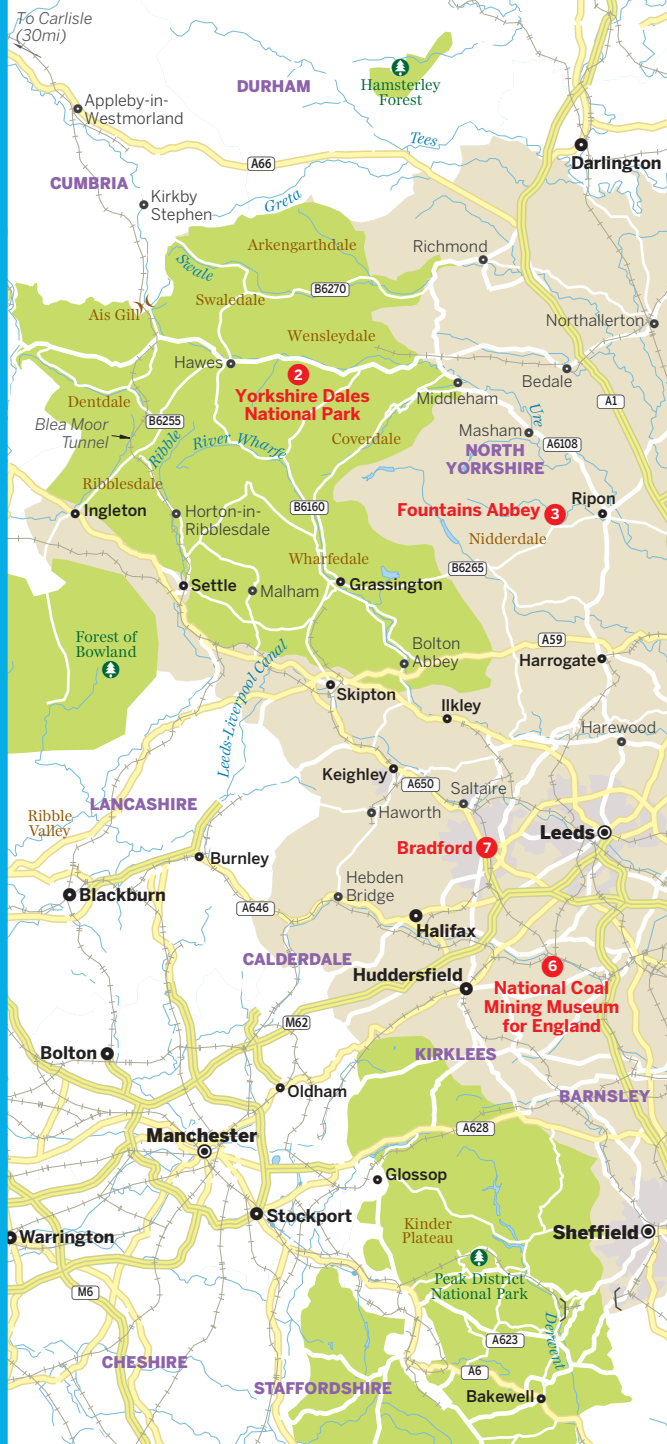 To Carlisle
(30mi)
DURHAM
Hamsterley
Forest
Appleby-in-
Westmorland
Tees
A66
Darlington
CUMBRIA
Kirkby
Stephen
Greta
Arkengarthdale
Richmond
Swale
B6270
Swaledale
Ais Gill
Northallerton
Wensleydale
Hawes
2
Yorkshire Dales
National Park
Bedale
Middleham
Dentdale
A1
Ure
B6255
Blea Moor
Tunnel
Ribble
River Wharfe
Coverdale
Masham
A6108
NORTH
YORKSHIRE
Ribblesdale
Ingleton
Horton-in-
Ribblesdale
B6160
Fountains Abbey
3
Ripon
Nidderdale
Wharfedale
B6265
Settle
Malham
Grassington
Forest of
Bowland
Bolton
Abbey
A59
Harrogate
Leeds-Liverpool Canal
Skipton
Ilkley
Harewood
Keighley
A650
Saltaire
LANCASHIRE
Haworth
Ribble
Valley
Leeds
Bradford
7
Burnley
Hebden
Bridge
Blackburn
A646
Halifax
CALDERDALE
6
National Coal
Mining Museum
for England
Huddersfield
M62
Bolton
KIRKLEES
Oldham
BARNSLEY
A628
Manchester
Glossop
Stockport
Kinder
Plateau
Sheffield
Warrington
Peak District
National Park
M6
Derwent
A623
CHESHIRE
A6
STAFFORDSHIRE
Bakewell